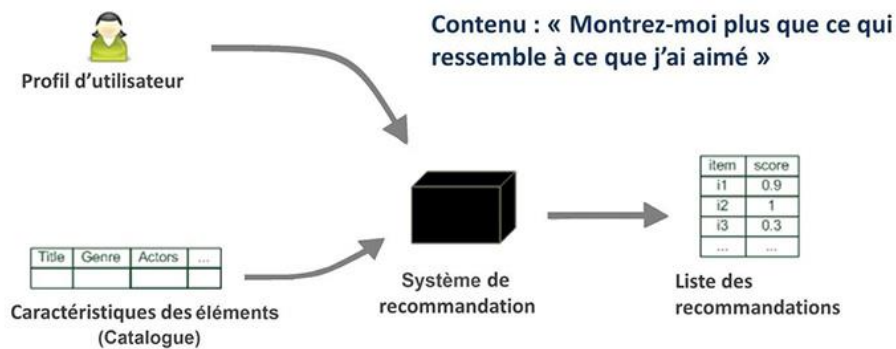 Contenu : « Montrez-moi plus que ce qui
ressemble à ce que j'ai aimé »
Profil d'utilisateur
Title Genre Actors ...
Caractéristiques des éléments
(Catalogue)
Système de
recommandation
item score
i1 0.9
i2 1
i3 0.3
... ...
Liste des
recommandations